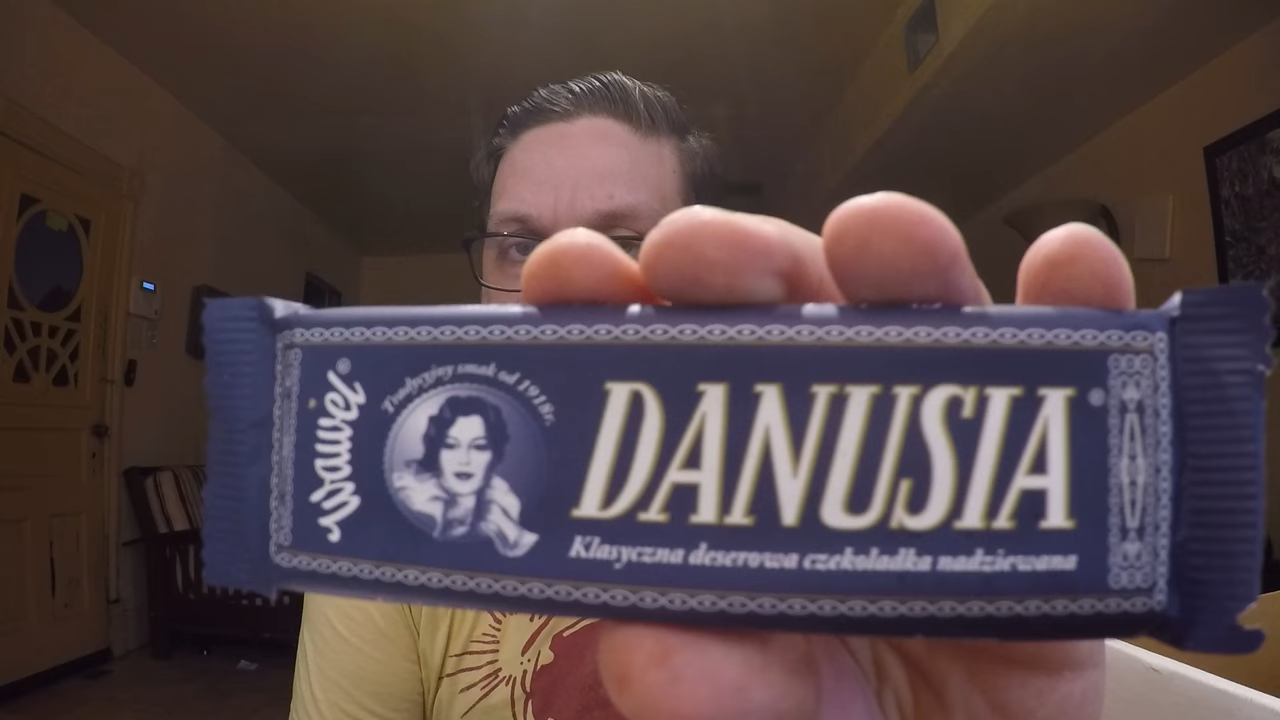 Wawel®
Tradycyjny smak od 1918r.
DANUSIA®
Klasyczna deserowa czekoladka nadziewana